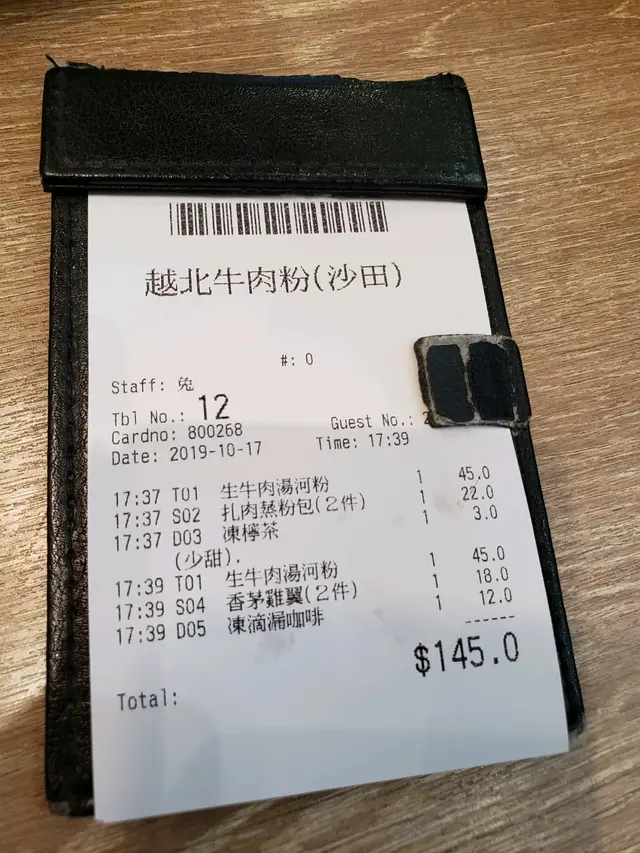 越北牛肉粉(沙田)
#: 0
Staff: 兔
Tbl No.: 12 Guest No.: 2
Cardno: 800268
Date: 2019-10-17 Time: 17:39
17:37 T01 生牛肉湯河粉 1 45.0
17:37 S02 扎肉蒸粉包(2件) 1 22.0
17:37 D03 凍檸茶 1 3.0
(少甜).
17:39 T01 生牛肉湯河粉 1 45.0
17:39 S04 香茅雞翼(2件) 1 18.0
17:39 D05 凍滴漏咖啡 1 12.0
------
$145.0
Total: